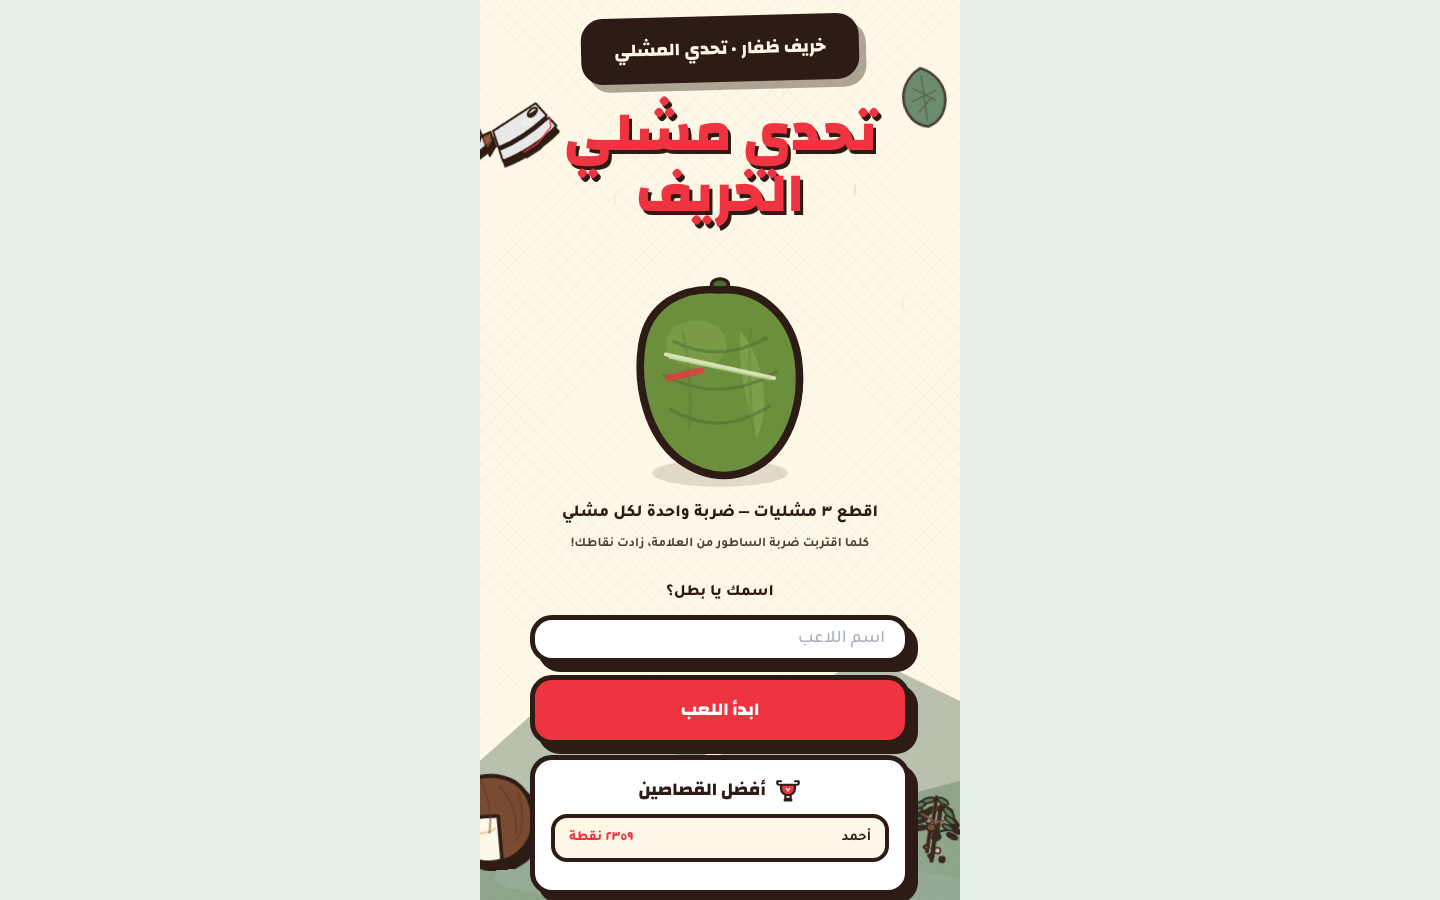 خريف ظفار · تحدي المشلي
تحدي مشلي
الخريف
اقطع ٣ مشليات – ضربة واحدة لكل مشلي
كلما اقتربت ضربة الساطور من العلامة، زادت نقاطك!
اسمك يا بطل؟
اسم اللاعب
ابدأ اللعب
أفضل القصاصين
أحمد
٢٣٥٩ نقطة